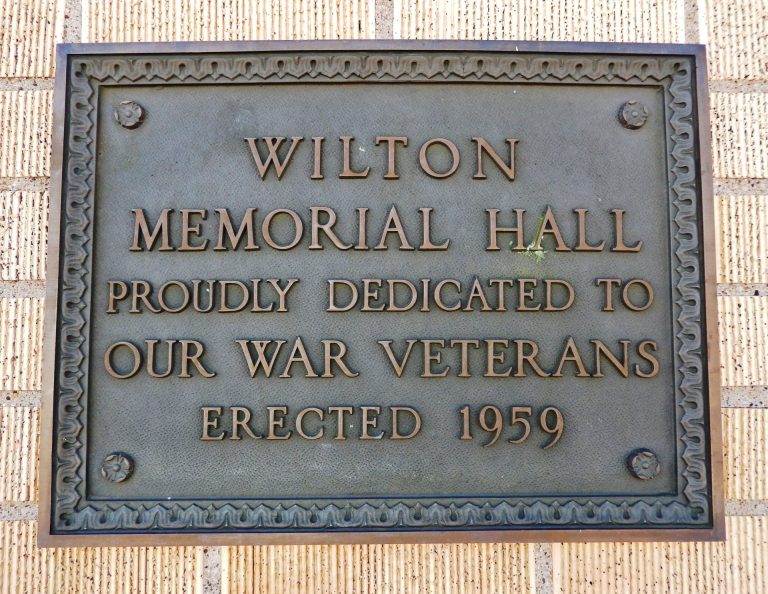 WILTON
MEMORIAL HALL
PROUDLY DEDICATED TO
OUR WAR VETERANS
ERECTED 1959